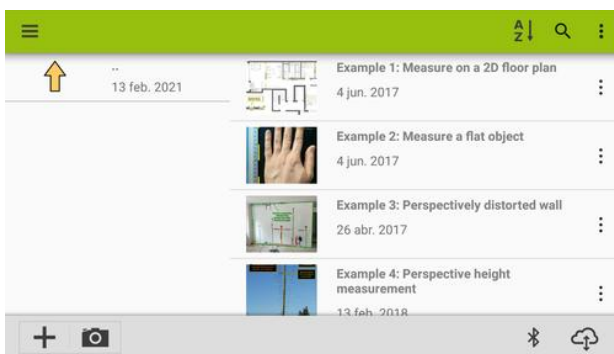 A
Z
..
13 feb. 2021
Example 1: Measure on a 2D floor plan
4 jun. 2017
Example 2: Measure a flat object
4 jun. 2017
Example 3: Perspectively distorted wall
26 abr. 2017
Example 4: Perspective height
measurement
13 feb. 2018